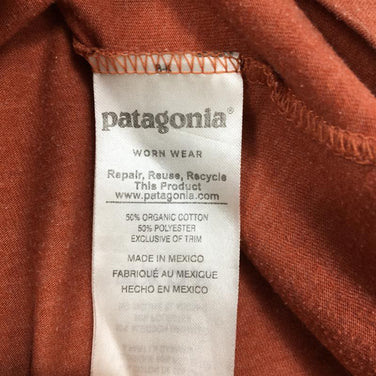 patagonia®
WORN WEAR
Repair, Reuse, Recycle
This Product
www.patagonia.com
50% ORGANIC COTTON
50% POLYESTER
EXCLUSIVE OF TRIM
MADE IN MEXICO
FABRIQUÉ AU MEXIQUE
HECHO EN MEXICO